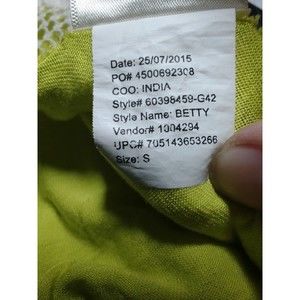 Date: 25/07/2015
PO# 4500692308
COO: INDIA
Style# 60398459-G42
Style Name: BETTY
Vendor# 1004294
UPC# 705143653266
Size: S